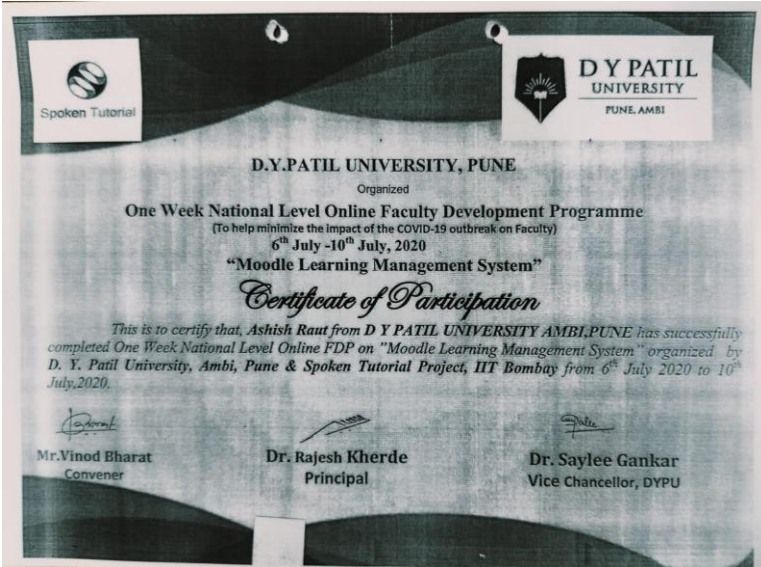 Spoken Tutorial
D Y PATIL
UNIVERSITY
PUNE, AMBI
D.Y.PATIL UNIVERSITY, PUNE
Organized
One Week National Level Online Faculty Development Programme
(To help minimize the impact of the COVID-19 outbreak on Faculty)
6th July -10th July, 2020
“Moodle Learning Management System”
Certificate of Participation
This is to certify that, Ashish Raut from D Y PATIL UNIVERSITY AMBI,PUNE has successfully
completed One Week National Level Online FDP on "Moodle Learning Management System" organized by
D. Y. Patil University, Ambi, Pune & Spoken Tutorial Project, IIT Bombay from 6th July 2020 to 10th
July,2020.
Mr.Vinod Bharat
Convener
Dr. Rajesh Kherde
Principal
Dr. Saylee Gankar
Vice Chancellor, DYPU